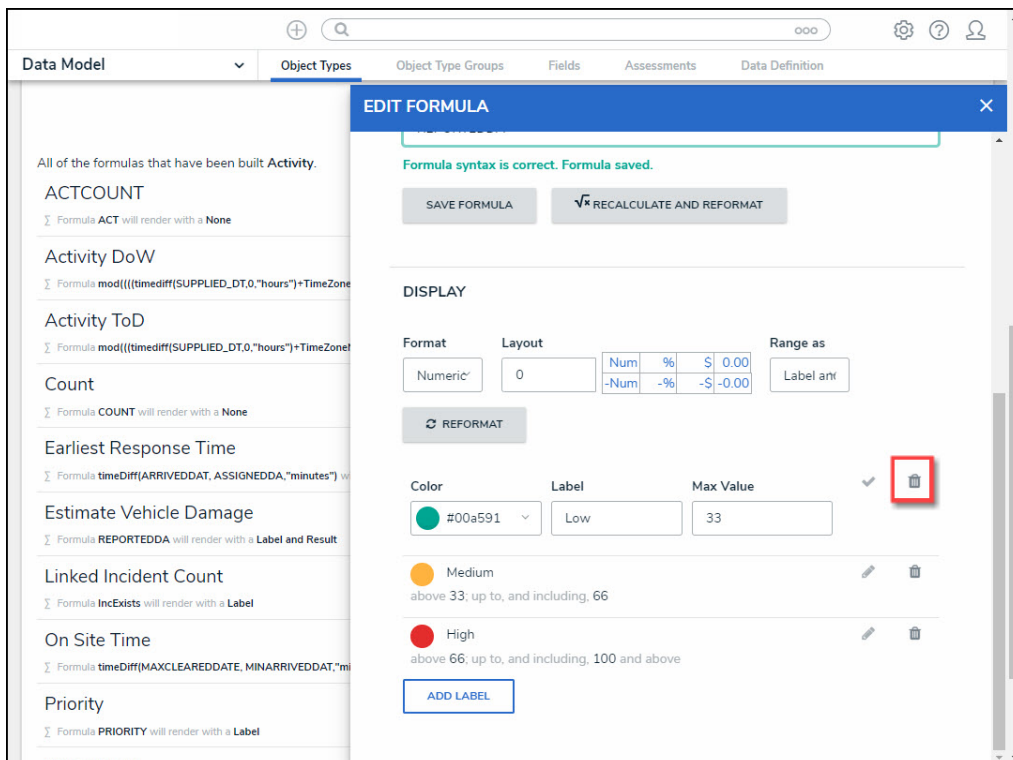 ooo
Data Model
Object Types
Object Type Groups
Fields
Assessments
Data Definition
EDIT FORMULA
All of the formulas that have been built Activity.
ACTCOUNT
∑ Formula ACT will render with a None
Activity DoW
∑ Formula mod((((timediff(SUPPLIED_DT,0,"hours")+TimeZone
Activity ToD
∑ Formula mod(((timediff(SUPPLIED_DT,0,"hours")+TimeZone
Count
∑ Formula COUNT will render with a None
Earliest Response Time
∑ Formula timeDiff(ARRIVEDDAT, ASSIGNEDDA,"minutes") w
Estimate Vehicle Damage
∑ Formula REPORTEDDA will render with a Label and Result
Linked Incident Count
∑ Formula IncExists will render with a Label
On Site Time
∑ Formula timeDiff(MAXCLEAREDDATE, MINARRIVEDDAT,"mi
Priority
∑ Formula PRIORITY will render with a Label
Formula syntax is correct. Formula saved.
SAVE FORMULA
√x RECALCULATE AND REFORMAT
DISPLAY
Format Layout Range as
Numeric 0 Label and
Num % $ 0.00
-Num -% -$ -0.00
REFORMAT
Color Label Max Value
#00a591 Low 33
Medium
above 33; up to, and including, 66
High
above 66; up to, and including, 100 and above
ADD LABEL